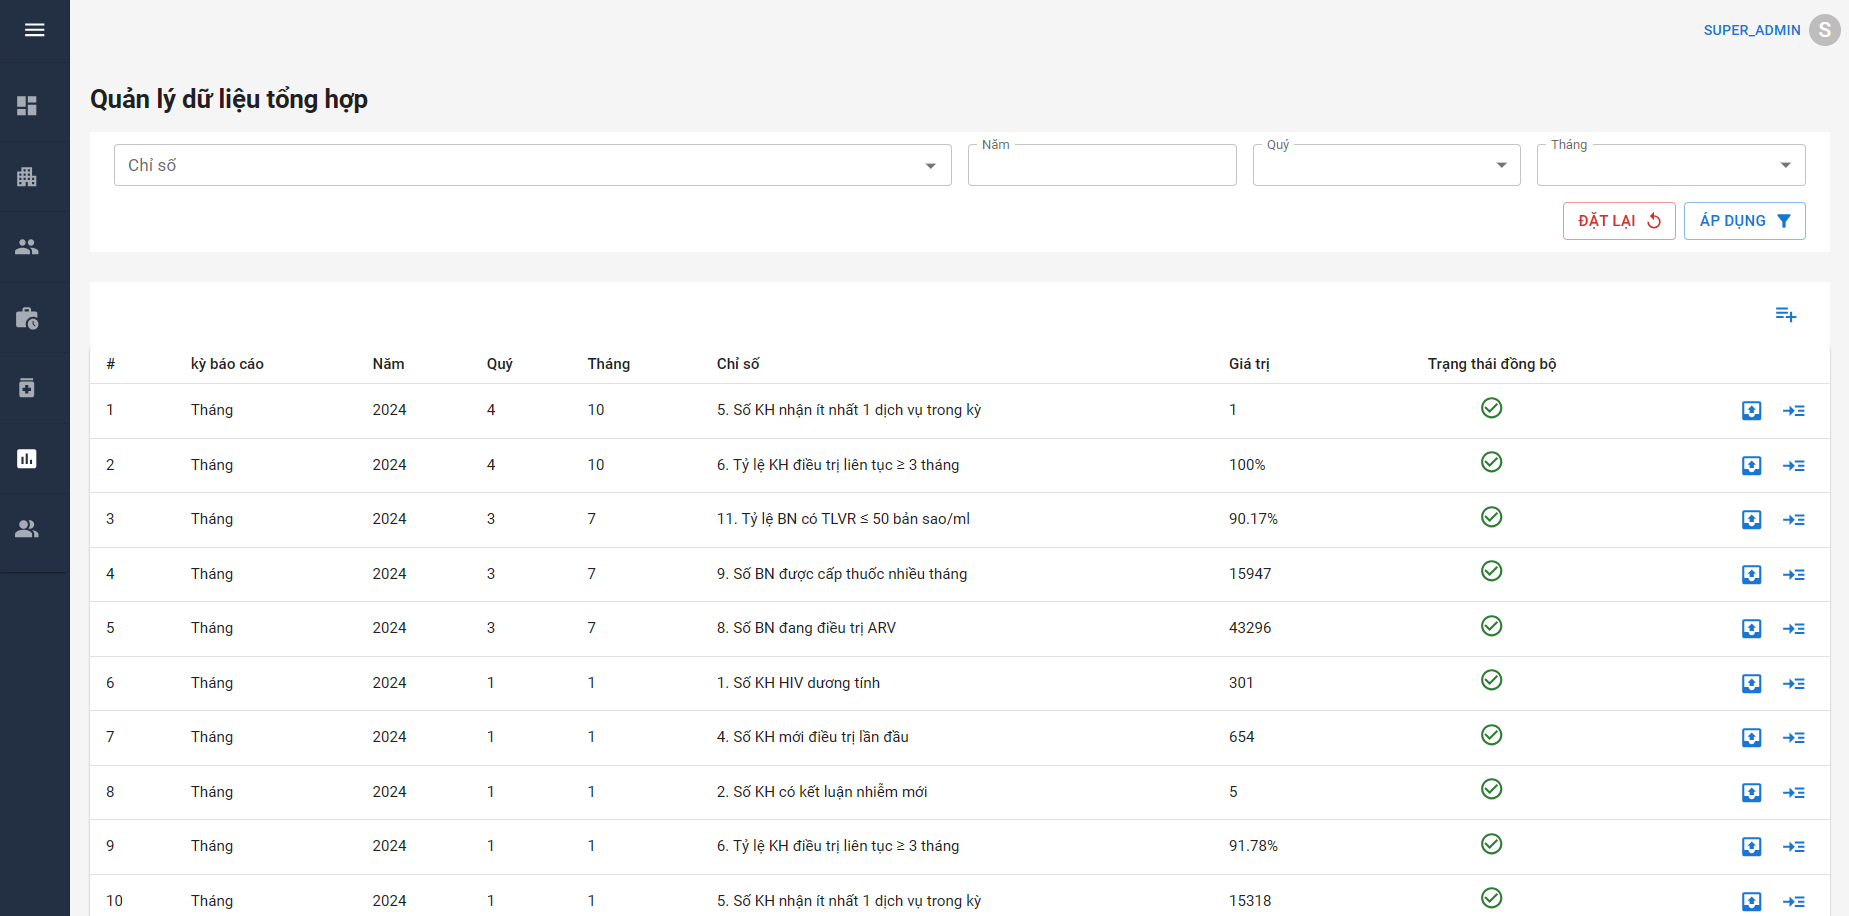 SUPER_ADMIN S
Quản lý dữ liệu tổng hợp
Chỉ số Năm Quý Tháng
ĐẶT LẠI ÁP DỤNG
# kỳ báo cáo Năm Quý Tháng Chỉ số Giá trị Trạng thái đồng bộ
1 Tháng 2024 4 10 5. Số KH nhận ít nhất 1 dịch vụ trong kỳ 1
2 Tháng 2024 4 10 6. Tỷ lệ KH điều trị liên tục ≥ 3 tháng 100%
3 Tháng 2024 3 7 11. Tỷ lệ BN có TLVR ≤ 50 bản sao/ml 90.17%
4 Tháng 2024 3 7 9. Số BN được cấp thuốc nhiều tháng 15947
5 Tháng 2024 3 7 8. Số BN đang điều trị ARV 43296
6 Tháng 2024 1 1 1. Số KH HIV dương tính 301
7 Tháng 2024 1 1 4. Số KH mới điều trị lần đầu 654
8 Tháng 2024 1 1 2. Số KH có kết luận nhiễm mới 5
9 Tháng 2024 1 1 6. Tỷ lệ KH điều trị liên tục ≥ 3 tháng 91.78%
10 Tháng 2024 1 1 5. Số KH nhận ít nhất 1 dịch vụ trong kỳ 15318